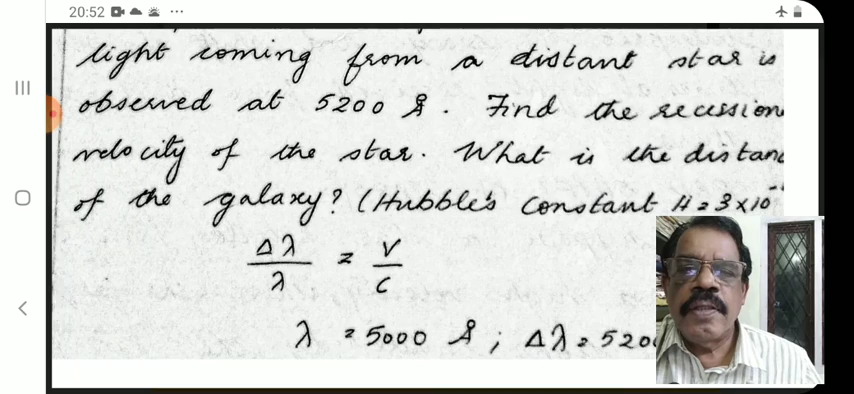 20:52
light coming from a distant star is
observed at 5200 Å. Find the recession
velocity of the star. What is the
of the galaxy? (Hubble's constant H = 3 × 10
Δλ / λ = V / C
λ = 5000 Å ; Δλ = 520